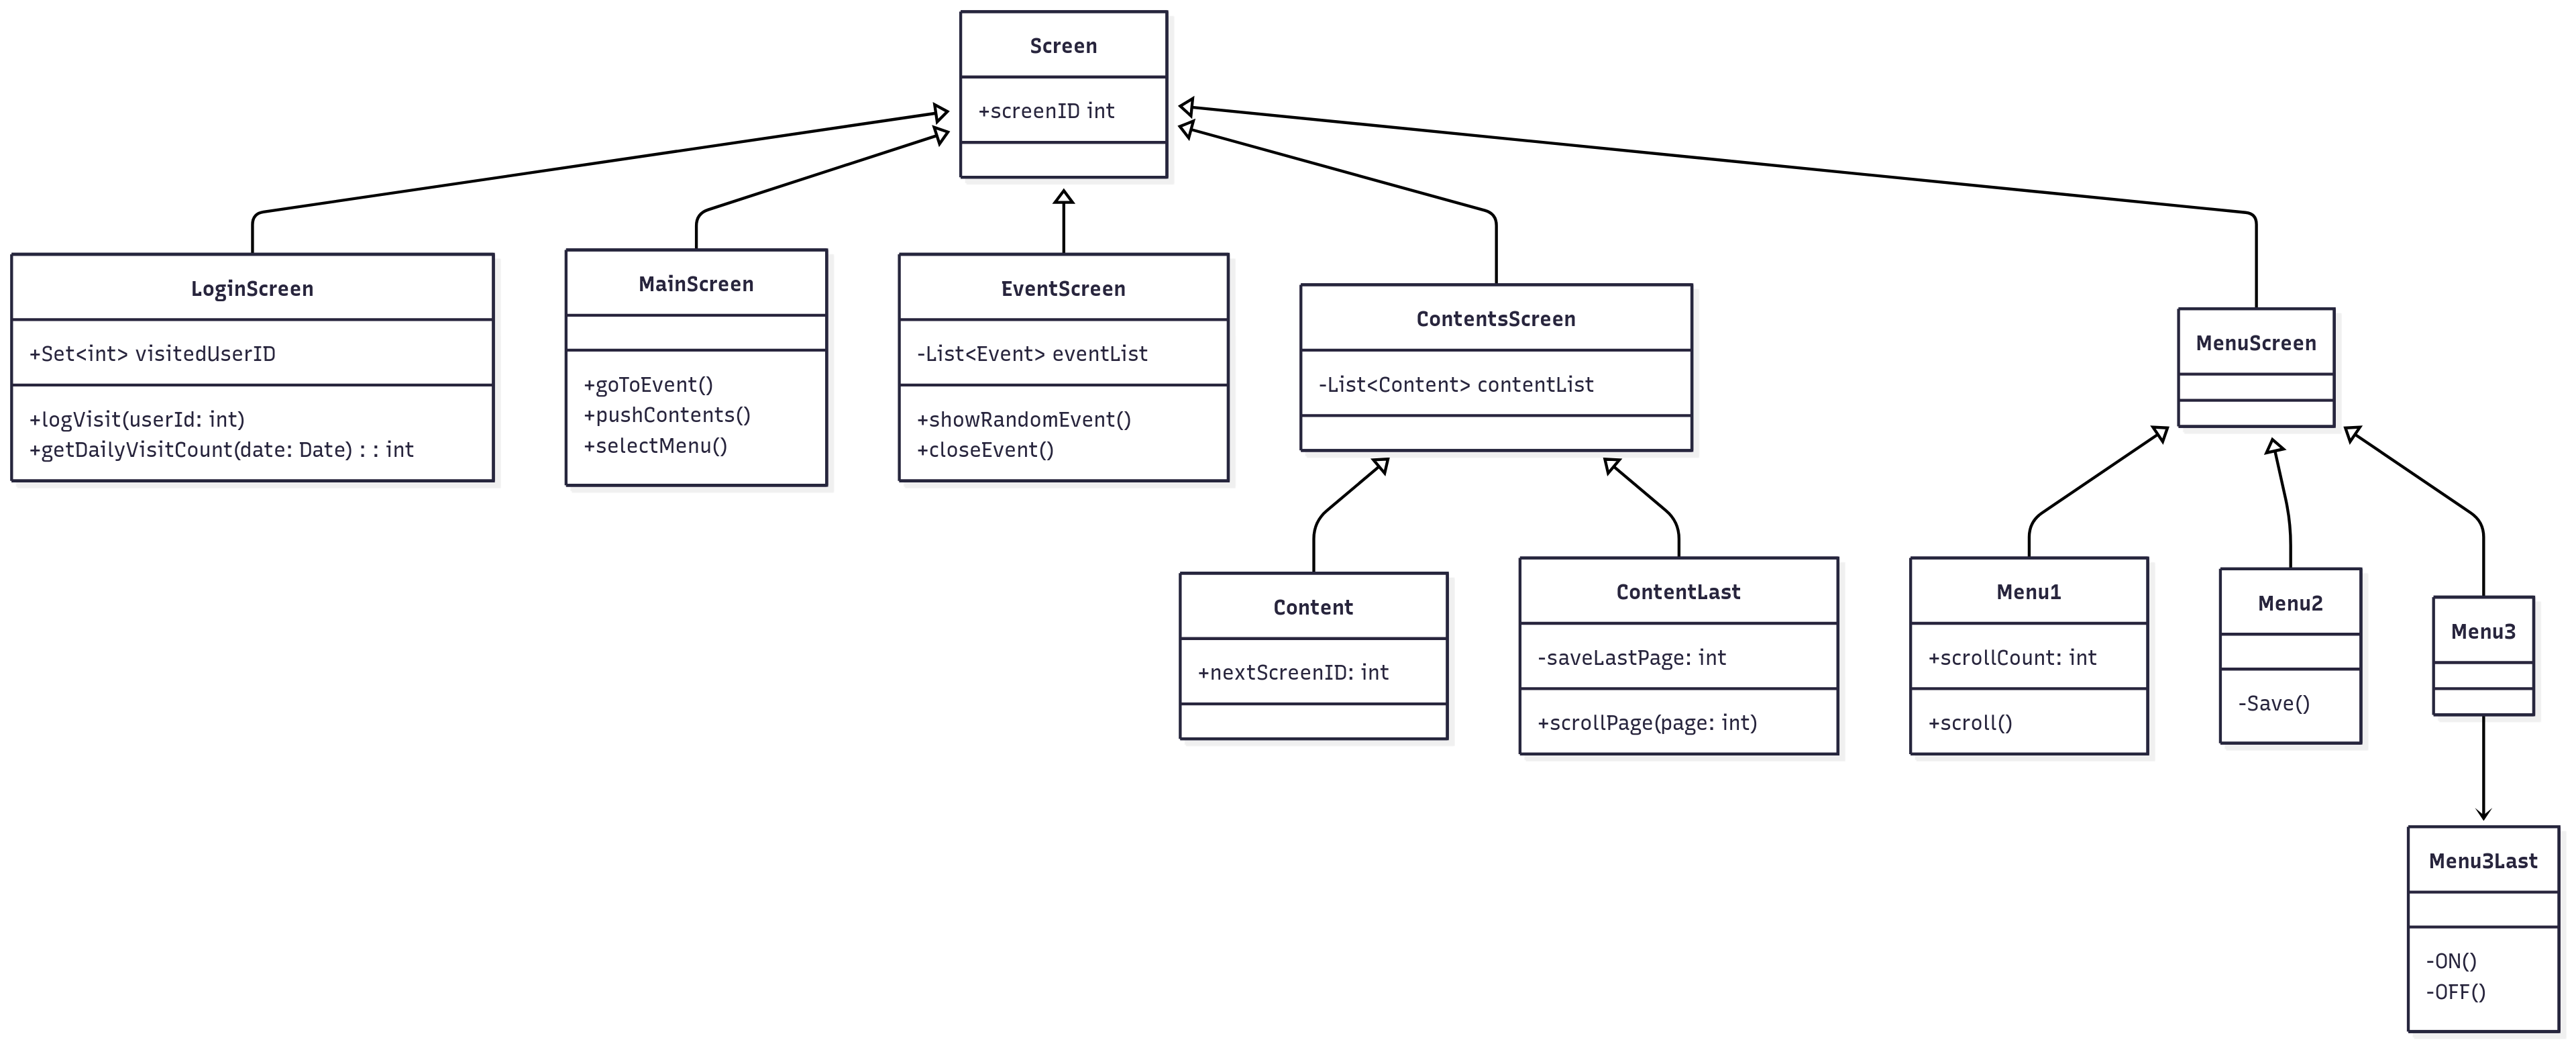 Screen
+screenID int
LoginScreen
+Set<int> visitedUserID
+logVisit(userId: int)
+getDailyVisitCount(date: Date) : : int
MainScreen
+goToEvent()
+pushContents()
+selectMenu()
EventScreen
-List<Event> eventList
+showRandomEvent()
+closeEvent()
ContentsScreen
-List<Content> contentList
MenuScreen
Content
+nextScreenID: int
ContentLast
-saveLastPage: int
+scrollPage(page: int)
Menu1
+scrollCount: int
+scroll()
Menu2
-Save()
Menu3
Menu3Last
-ON()
-OFF()